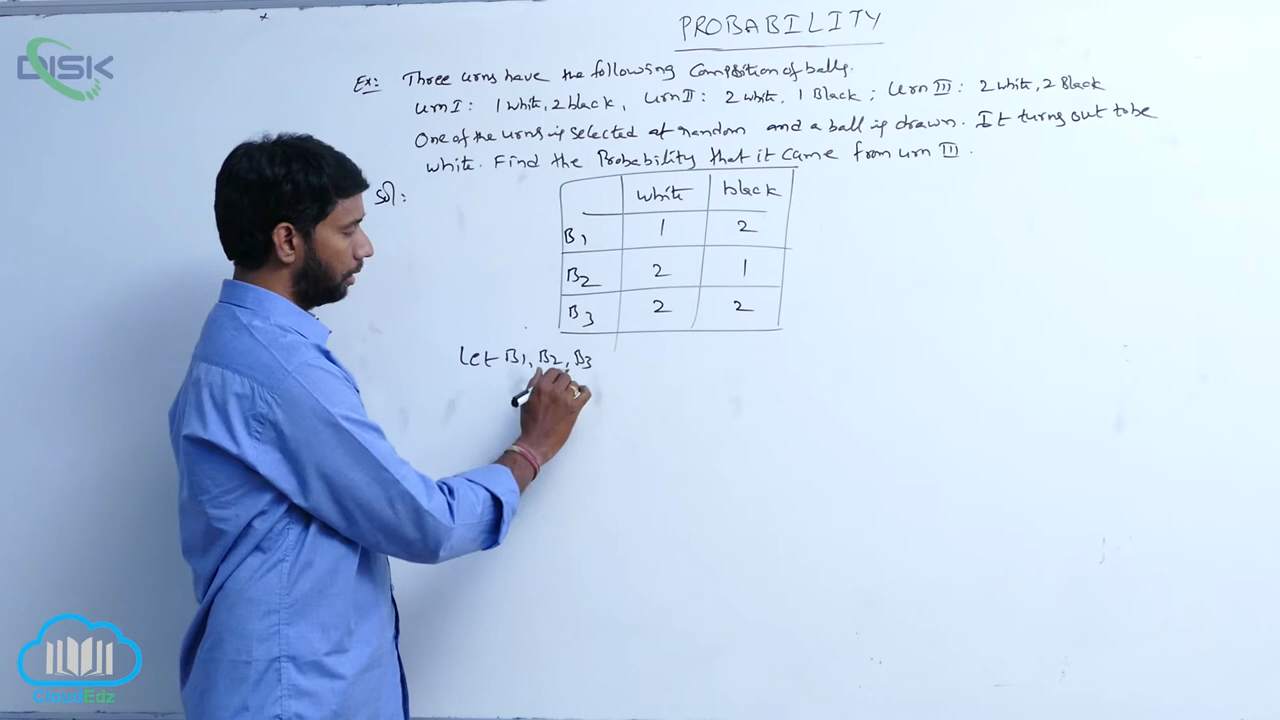 PROBABILITY
DISK
Ex: Three urns have the following Composition of balls.
Urn I : 1 white, 2 black, Urn II : 2 white. 1 Black ; Urn III : 2 white, 2 Black
One of the urns is selected at random and a ball is drawn. It turns out to be
white. Find the Probability that it came from urn III.
Sol:
white black
B1 1 2
B2 2 1
B3 2 2
Let B1, B2, B3
CloudEdz